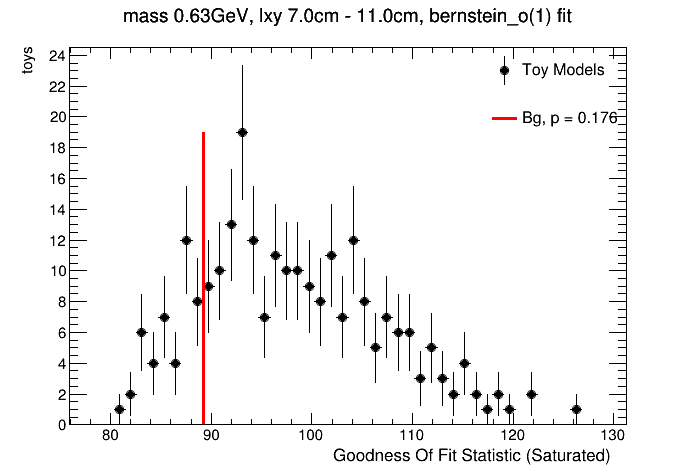 mass 0.63GeV, lxy 7.0cm - 11.0cm, bernstein_o(1) fit
toys
24
22
20
18
16
14
12
10
8
6
4
2
0
Toy Models
Bg, p = 0.176
80 90 100 110 120 130
Goodness Of Fit Statistic (Saturated)